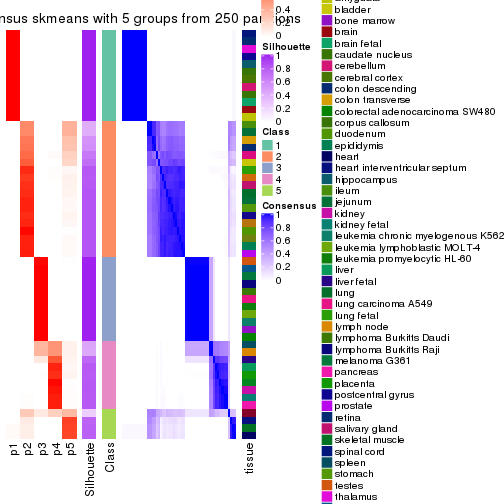 nsus skmeans with 5 groups from 250 partitions
0.4
0.2
0
Silhouette
1
0.8
0.6
0.4
0.2
0
Class
1
2
3
4
5
Consensus
1
0.8
0.6
0.4
0.2
0
p1
p2
p3
p4
p5
Silhouette
Class
tissue
bladder
bone marrow
brain
brain fetal
caudate nucleus
cerebellum
cerebral cortex
colon descending
colon transverse
colorectal adenocarcinoma SW480
corpus callosum
duodenum
epididymis
heart
heart interventricular septum
hippocampus
ileum
jejunum
kidney
kidney fetal
leukemia chronic myelogenous K562
leukemia lymphoblastic MOLT-4
leukemia promyelocytic HL-60
liver
liver fetal
lung
lung carcinoma A549
lung fetal
lymph node
lymphoma Burkitts Daudi
lymphoma Burkitts Raji
melanoma G361
pancreas
placenta
postcentral gyrus
prostate
retina
salivary gland
skeletal muscle
spinal cord
spleen
stomach
testes
thalamus